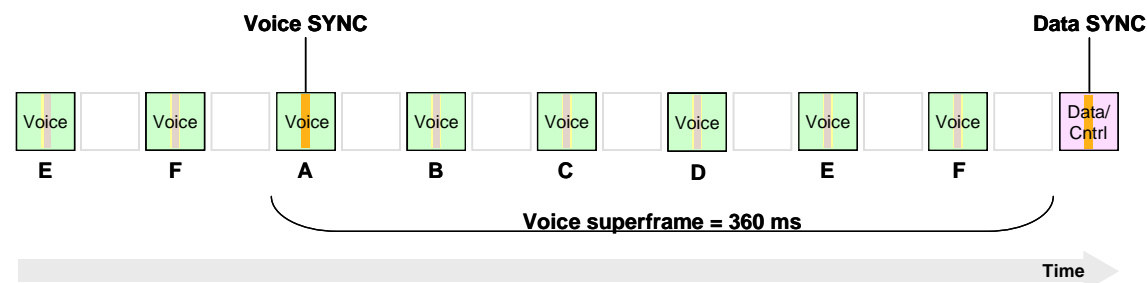 Voice SYNC Data SYNC
Voice Voice Voice Voice Voice Voice Voice Voice Data/
Cntrl
E F A B C D E F
Voice superframe = 360 ms
Time